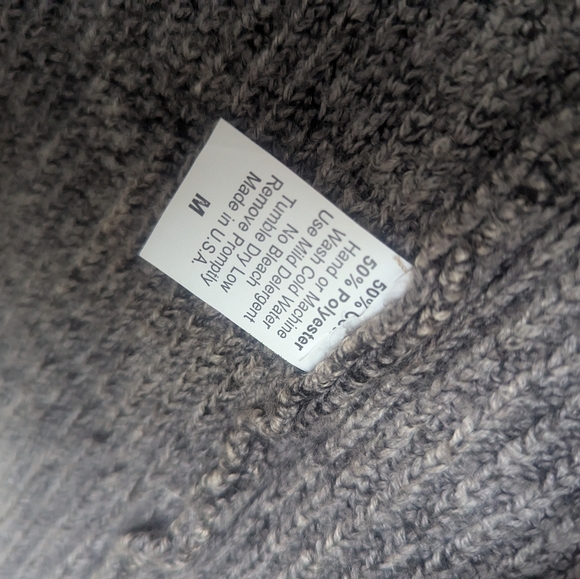 50%
50% Polyester
Hand or Machine
Wash Cold Water
Use Mild Detergent
No Bleach
Tumble Dry Low
Remove Promptly
Made in U.S.A.
M